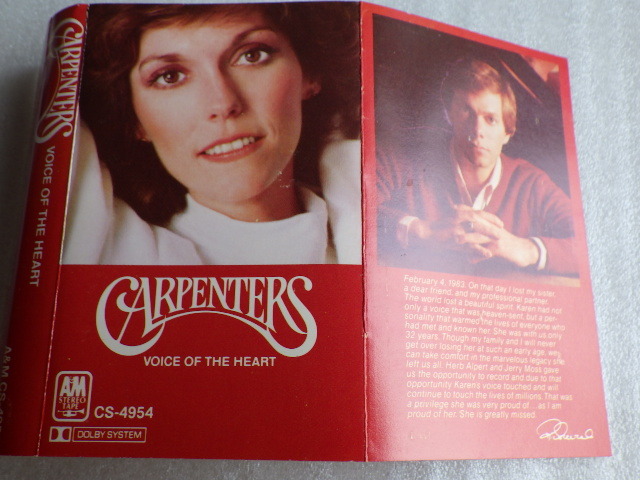 CARPENTERS
VOICE OF THE HEART
CARPENTERS
VOICE OF THE HEART
A&M
STEREO
TAPE
CS-4954
DOLBY SYSTEM
February 4, 1983. On that day I lost my sister,
a dear friend, and my professional partner.
The world lost a beautiful spirit. Karen had not
only a voice that was heaven-sent, but a per-
sonality that warmed the lives of everyone who
had met and known her. She was with us only
32 years. Though my family and I will never
get over losing her at such an early age, we
can take comfort in the marvellous legacy she
left us all. Herb Alpert and Jerry Moss gave
us the opportunity to record and due to that
opportunity Karen's voice touched and will
continue to touch the lives of millions. That was
a privilege she was very proud of...as I am
proud of her. She is greatly missed.
Richard